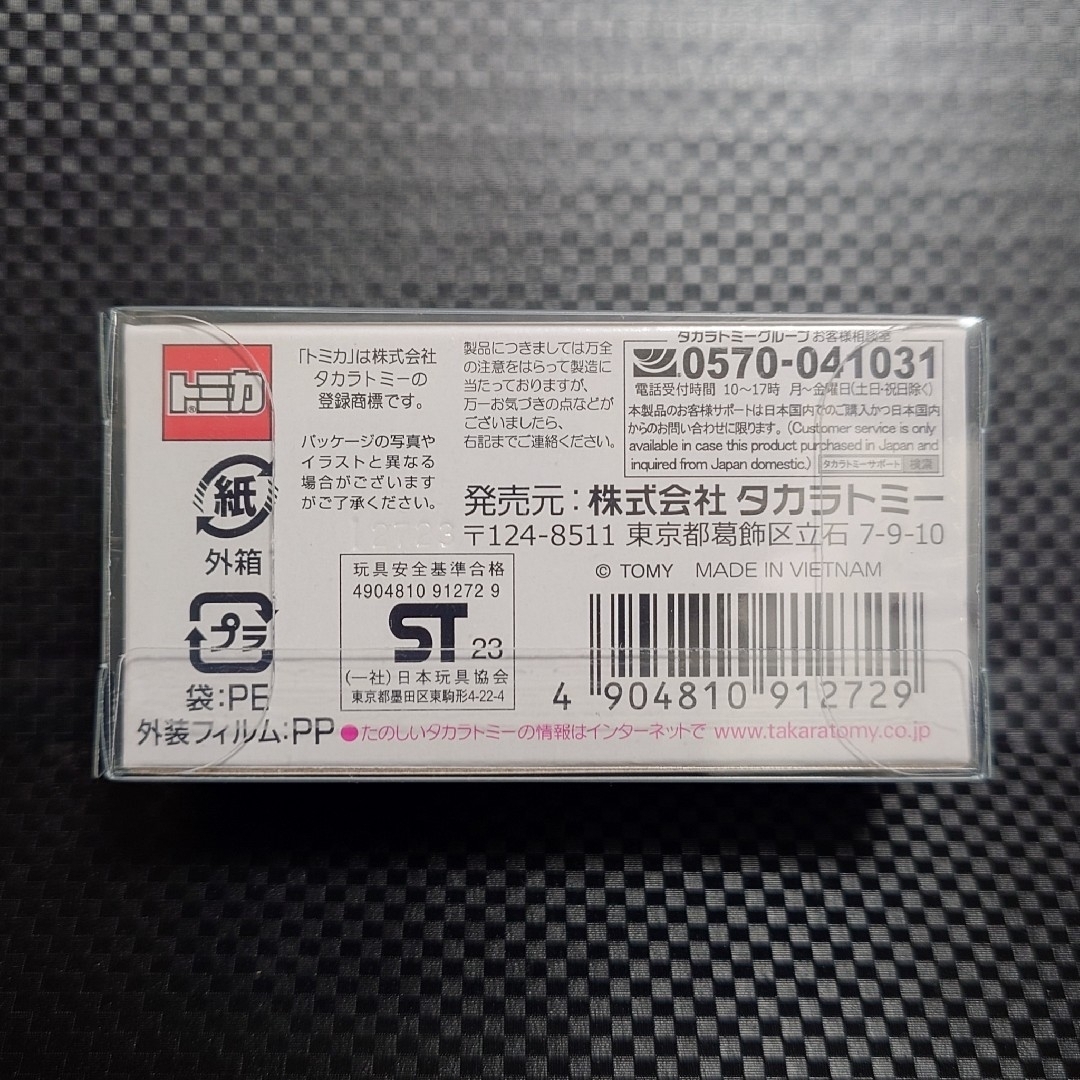 トミカ
®
紙
外箱
プラ
袋:PE
外装フィルム:PP
「トミカ」は株式会社
タカラトミーの
登録商標です。
パッケージの写真や
イラストと異なる
場合がございます
がご了承ください。
製品につきましては万全
の注意をはらって製造に
当たっておりますが、
万一お気づきの点などが
ございましたら、
右記までご連絡ください。
タカラトミーグループ お客様相談室
0570-041031
電話受付時間 10〜17時 月〜金曜日(土日・祝日除く)
本製品のお客様サポートは日本国内でのご購入かつ日本国内
からのお問い合わせに限ります。(Customer service is only
available in case this product purchased in Japan and
inquired from Japan domestic.) タカラトミーサポート 検索
発売元:株式会社 タカラトミー
〒124-8511 東京都葛飾区立石 7-9-10
© TOMY MADE IN VIETNAM
玩具安全基準合格
4904810 91272 9
ST 23
(一社)日本玩具協会
東京都墨田区東駒形4-22-4
4 904810 912729
●たのしいタカラトミーの情報はインターネットで www.takaratomy.co.jp